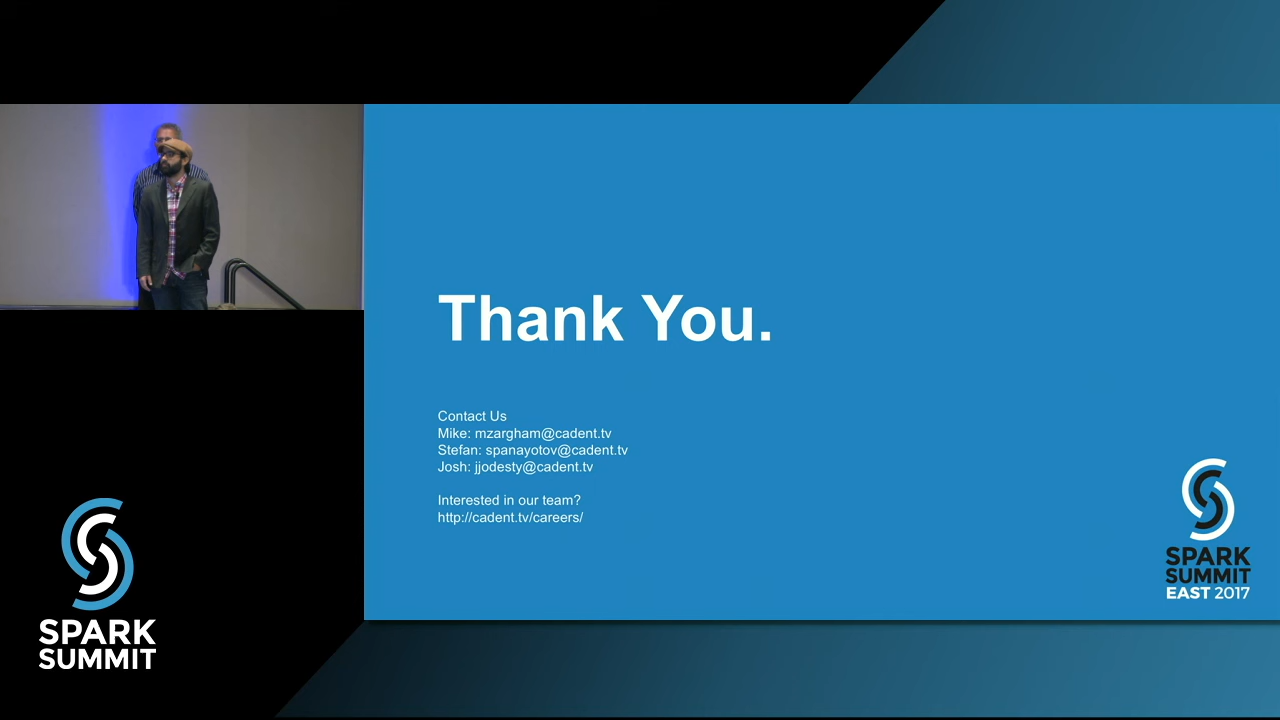 Thank You.
Contact Us
Mike: mzargham@cadent.tv
Stefan: spanayotov@cadent.tv
Josh: jjodesty@cadent.tv
Interested in our team?
http://cadent.tv/careers/
SPARK
SUMMIT
EAST 2017
SPARK
SUMMIT